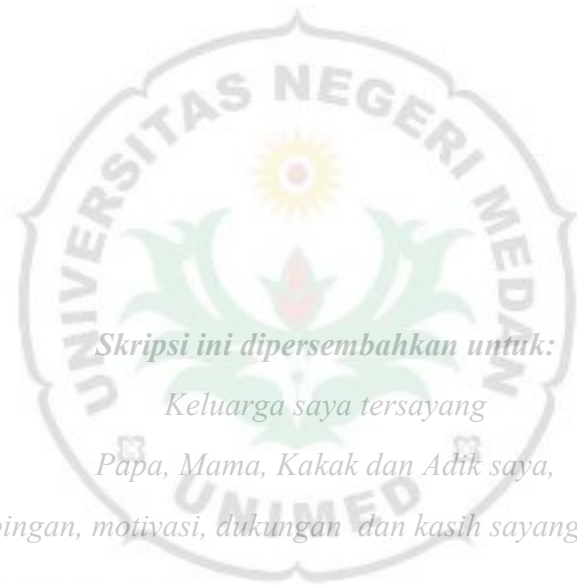 UNIVERSITAS NEGERI MEDAN
Skripsi ini dipersembahkan untuk:
Keluarga saya tersayang
Papa, Mama, Kakak dan Adik saya,
motivasi, dukungan dan kasih sayang
UNIMED